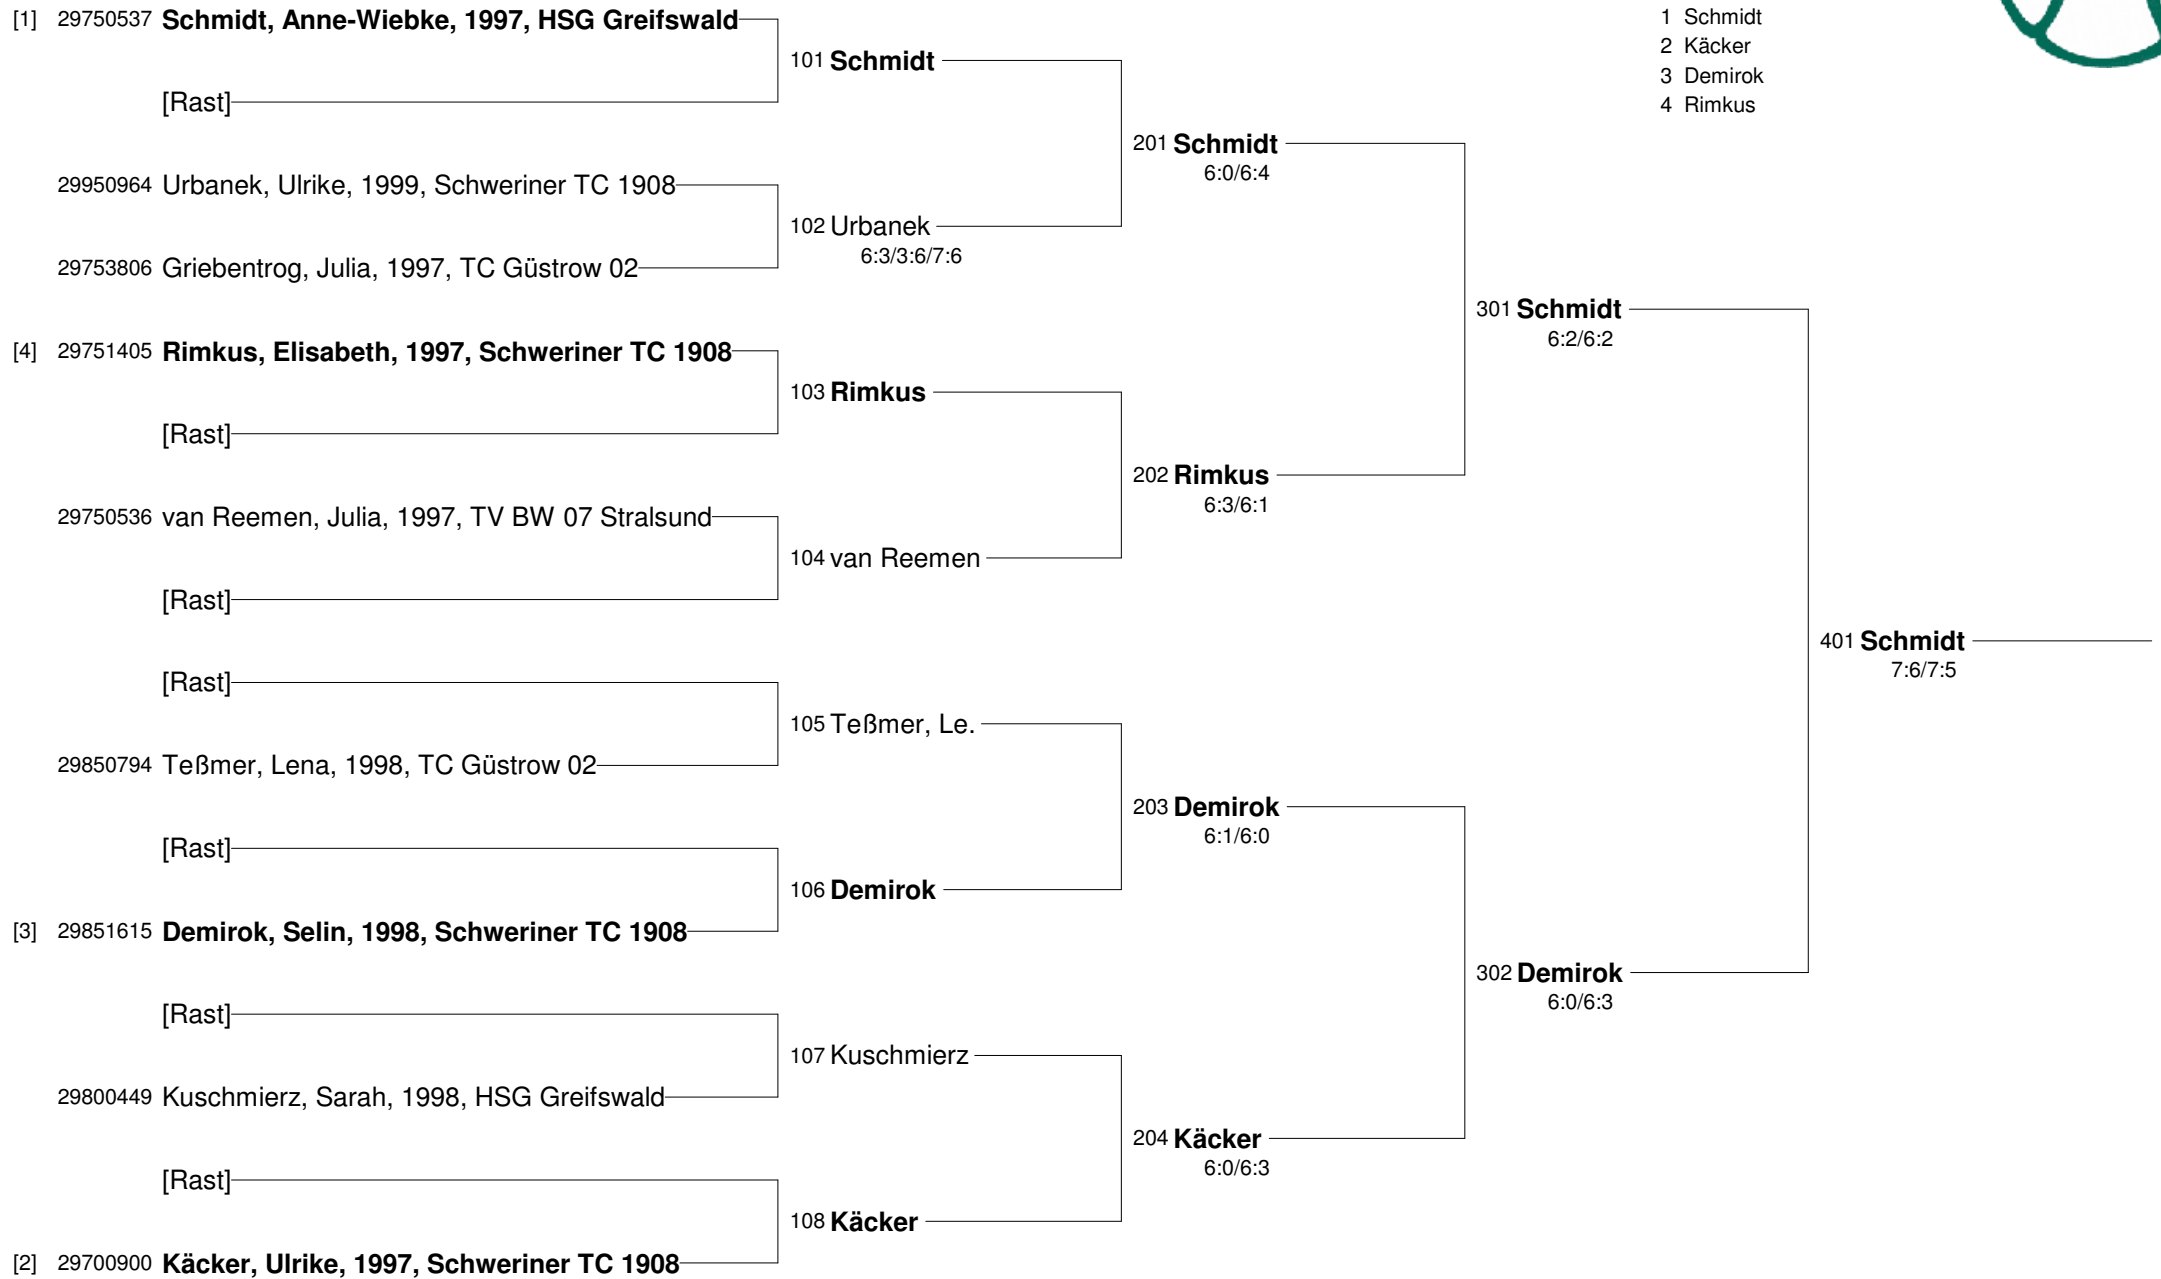 [1] 29750537 Schmidt, Anne-Wiebke, 1997, HSG Greifswald
[Rast]
29950964 Urbanek, Ulrike, 1999, Schweriner TC 1908
29753806 Griebentrog, Julia, 1997, TC Güstrow 02
[4] 29751405 Rimkus, Elisabeth, 1997, Schweriner TC 1908
[Rast]
29750536 van Reemen, Julia, 1997, TV BW 07 Stralsund
[Rast]
[Rast]
29850794 Teßmer, Lena, 1998, TC Güstrow 02
[Rast]
[3] 29851615 Demirok, Selin, 1998, Schweriner TC 1908
[Rast]
29800449 Kuschmierz, Sarah, 1998, HSG Greifswald
[Rast]
[2] 29700900 Käcker, Ulrike, 1997, Schweriner TC 1908
101 Schmidt
102 Urbanek
6:3/3:6/7:6
103 Rimkus
104 van Reemen
105 Teßmer, Le.
106 Demirok
107 Kuschmierz
108 Käcker
201 Schmidt
6:0/6:4
202 Rimkus
6:3/6:1
203 Demirok
6:1/6:0
204 Käcker
6:0/6:3
301 Schmidt
6:2/6:2
302 Demirok
6:0/6:3
401 Schmidt
7:6/7:5
1 Schmidt
2 Käcker
3 Demirok
4 Rimkus